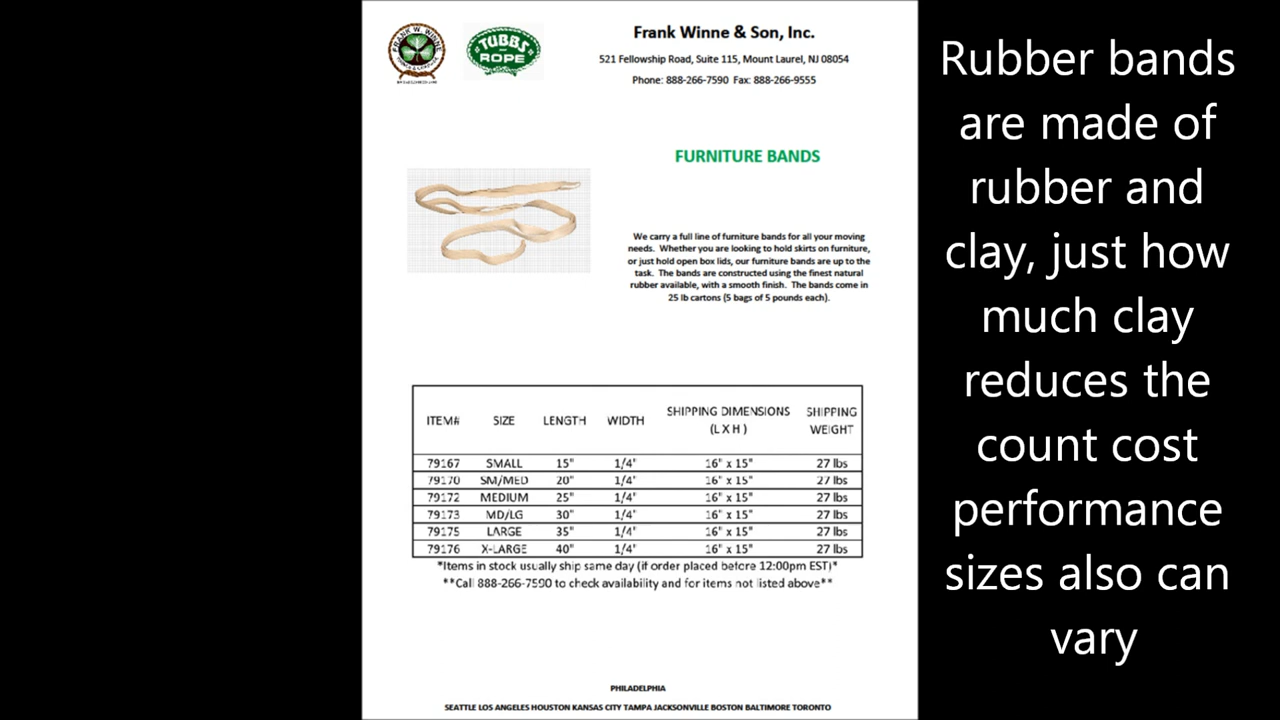 FRANK W. WINNE
TUBBS
ROPE
Frank Winne & Son, Inc.
521 Fellowship Road, Suite 115, Mount Laurel, NJ 08054
Phone: 888-266-7590 Fax: 888-266-9555
FURNITURE BANDS
We carry a full line of furniture bands for all your moving
needs. Whether you are looking to hold skirts on furniture,
or just hold open box lids, our furniture bands are up to the
task. The bands are constructed using the finest natural
rubber available, with a smooth finish. The bands come in
25 lb cartons (5 bags of 5 pounds each).
ITEM# SIZE LENGTH WIDTH SHIPPING DIMENSIONS (L X H ) SHIPPING WEIGHT
79167 SMALL 15" 1/4" 16" x 15" 27 lbs
79170 SM/MED 20" 1/4" 16" x 15" 27 lbs
79172 MEDIUM 25" 1/4" 16" x 15" 27 lbs
79173 MD/LG 30" 1/4" 16" x 15" 27 lbs
79175 LARGE 35" 1/4" 16" x 15" 27 lbs
79176 X-LARGE 40" 1/4" 16" x 15" 27 lbs
*Items in stock usually ship same day (if order placed before 12:00pm EST)*
**Call 888-266-7590 to check availability and for items not listed above**
PHILADELPHIA
SEATTLE LOS ANGELES HOUSTON KANSAS CITY TAMPA JACKSONVILLE BOSTON BALTIMORE TORONTO
Rubber bands
are made of
rubber and
clay, just how
much clay
reduces the
count cost
performance
sizes also can
vary